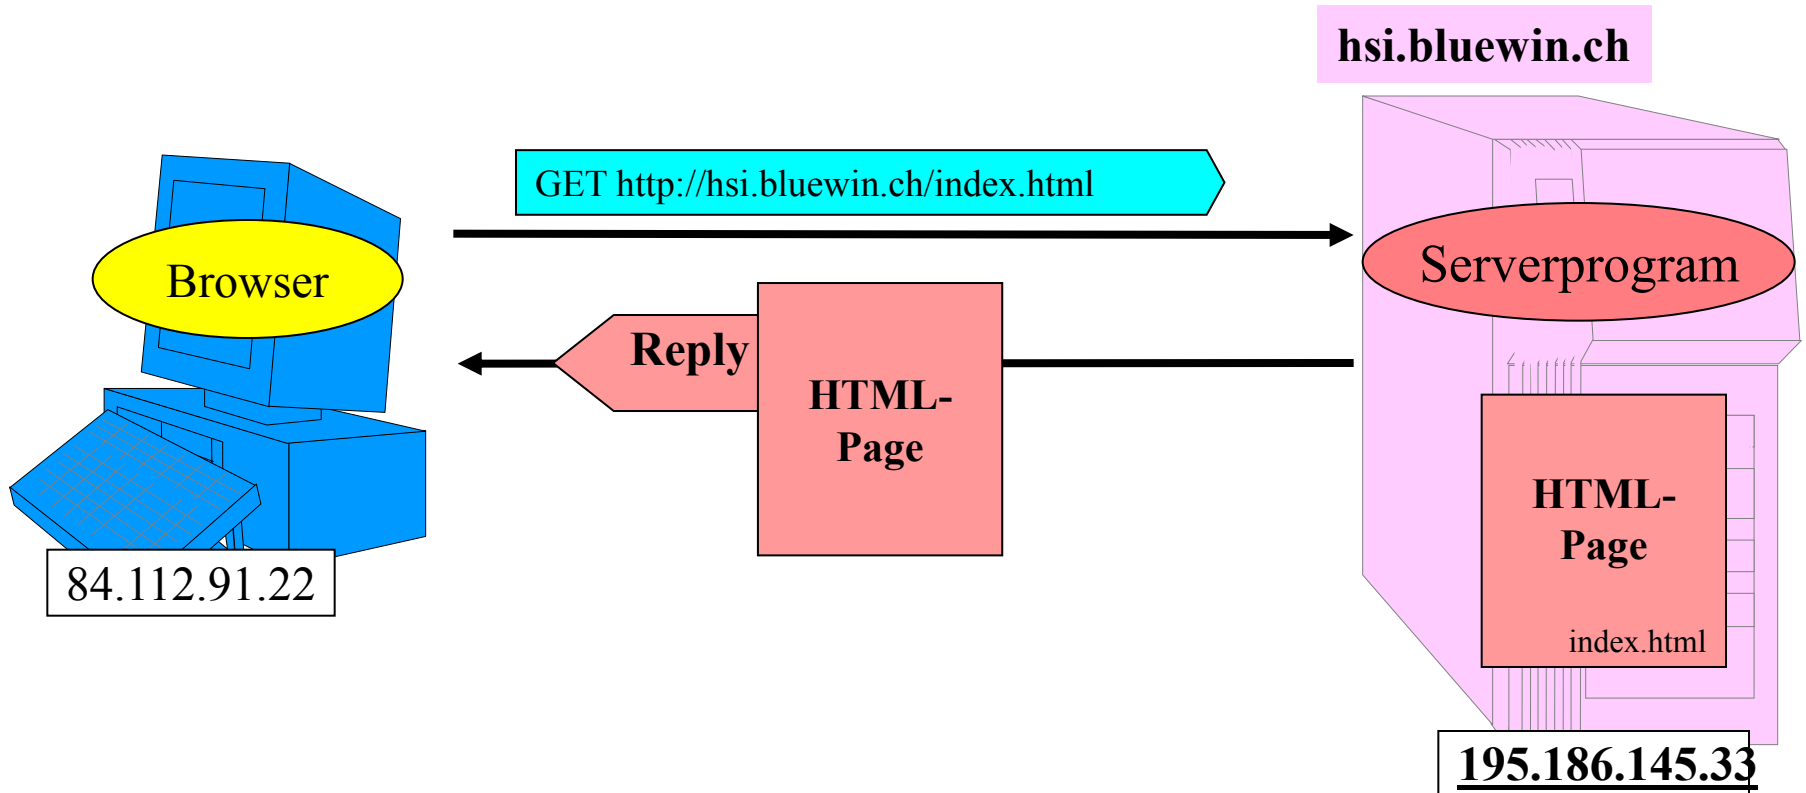 hsi.bluewin.ch
GET http://hsi.bluewin.ch/index.html
Browser
Serverprogram
Reply
HTML-
Page
HTML-
Page
index.html
84.112.91.22
195.186.145.33